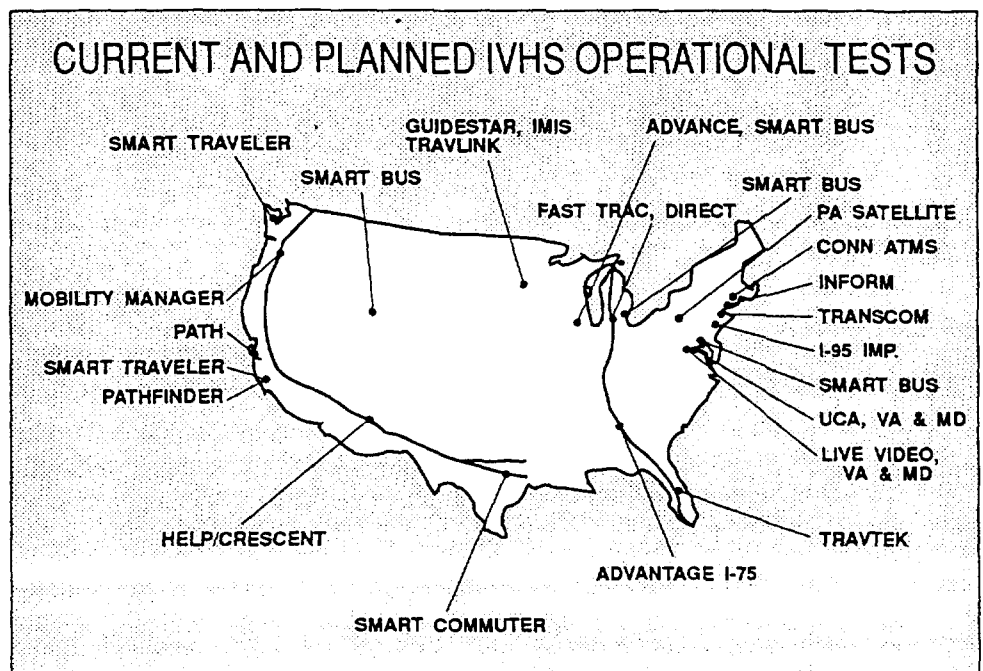 CURRENT AND PLANNED IVHS OPERATIONAL TESTS
SMART TRAVELER
SMART BUS
GUIDESTAR, IMIS
TRAVLINK
ADVANCE, SMART BUS
FAST TRAC, DIRECT
SMART BUS
PA SATELLITE
CONN ATMS
INFORM
TRANSCOM
I-95 IMP.
SMART BUS
UCA, VA & MD
LIVE VIDEO,
VA & MD
TRAVTEK
MOBILITY MANAGER
PATH
SMART TRAVELER
PATHFINDER
HELP/CRESCENT
ADVANTAGE I-75
SMART COMMUTER